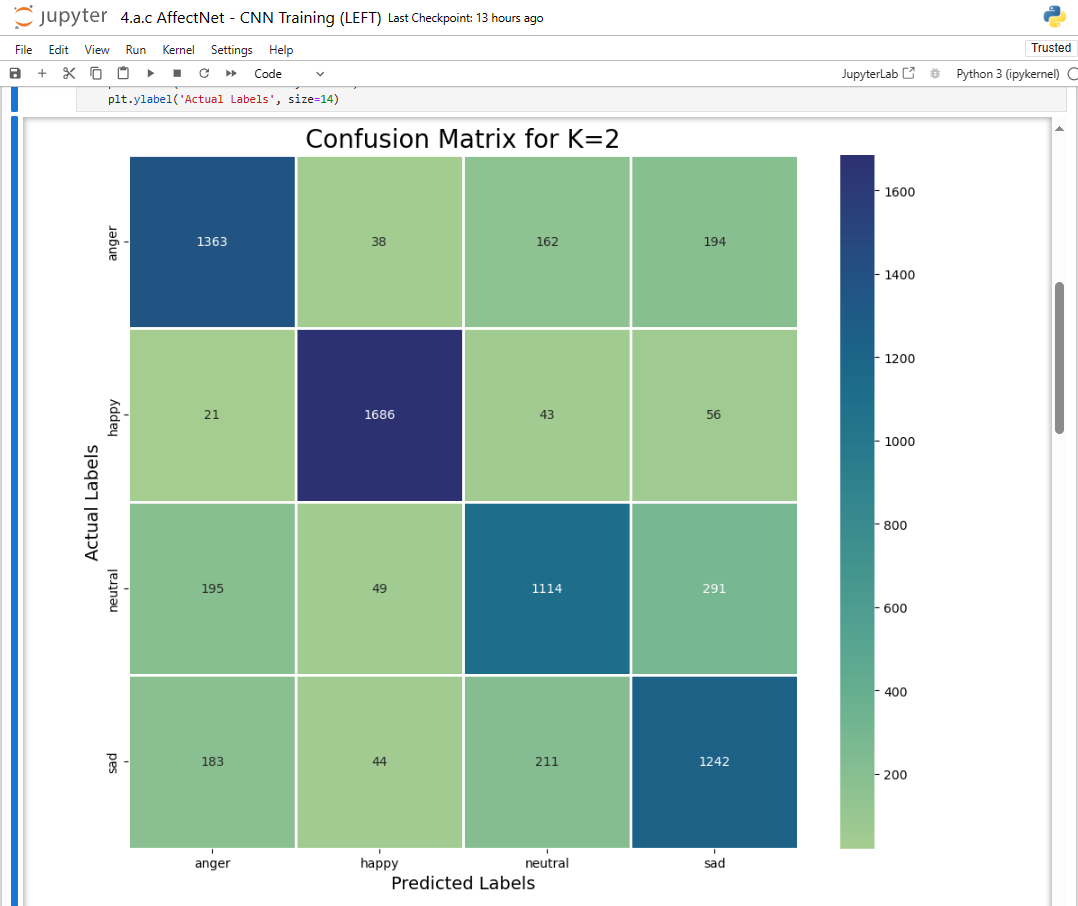 jupyter 4.a.c AffectNet - CNN Training (LEFT) Last Checkpoint: 13 hours ago
File Edit View Run Kernel Settings Help Trusted
Code JupyterLab Python 3 (ipykernel)
plt.ylabel('Actual Labels', size=14)
Confusion Matrix for K=2
anger 1363 38 162 194
happy 21 1686 43 56
neutral 195 49 1114 291
sad 183 44 211 1242
Actual Labels
anger happy neutral sad
Predicted Labels
1600
1400
1200
1000
800
600
400
200